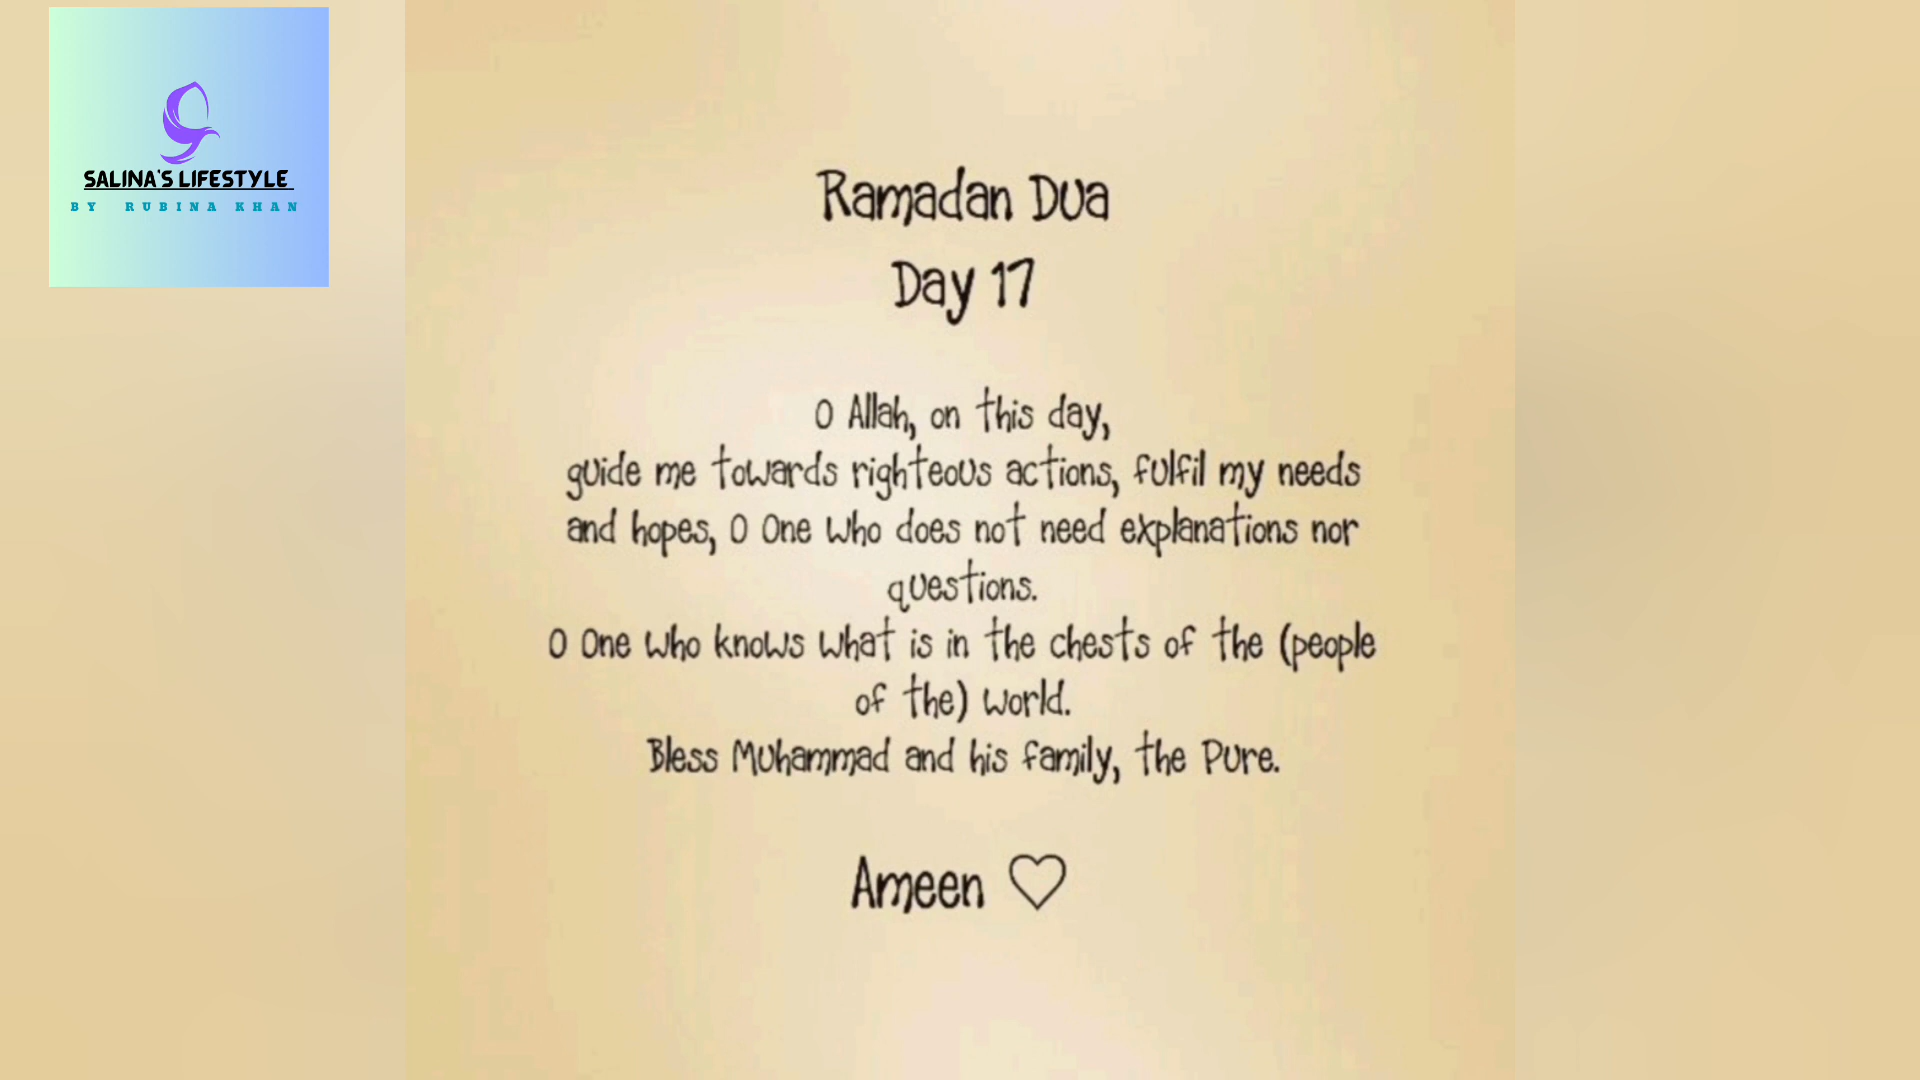 SALINA'S LIFESTYLE
BY RUBINA KHAN
Ramadan Dua
Day 17
O Allah, on this day,
guide me towards righteous actions, fulfil my needs
and hopes, O One Who does not need explanations nor
questions.
O One who knows what is in the chests of the (people
of the) world.
Bless Muhammad and his family, the Pure.
Ameen ♡